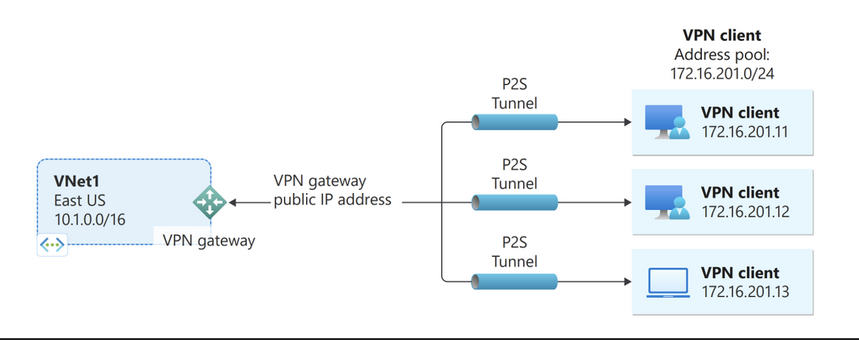 VPN client
Address pool:
172.16.201.0/24
P2S
Tunnel
VPN client
172.16.201.11
VNet1
East US
10.1.0.0/16
VPN gateway
VPN gateway
public IP address
P2S
Tunnel
VPN client
172.16.201.12
P2S
Tunnel
VPN client
172.16.201.13